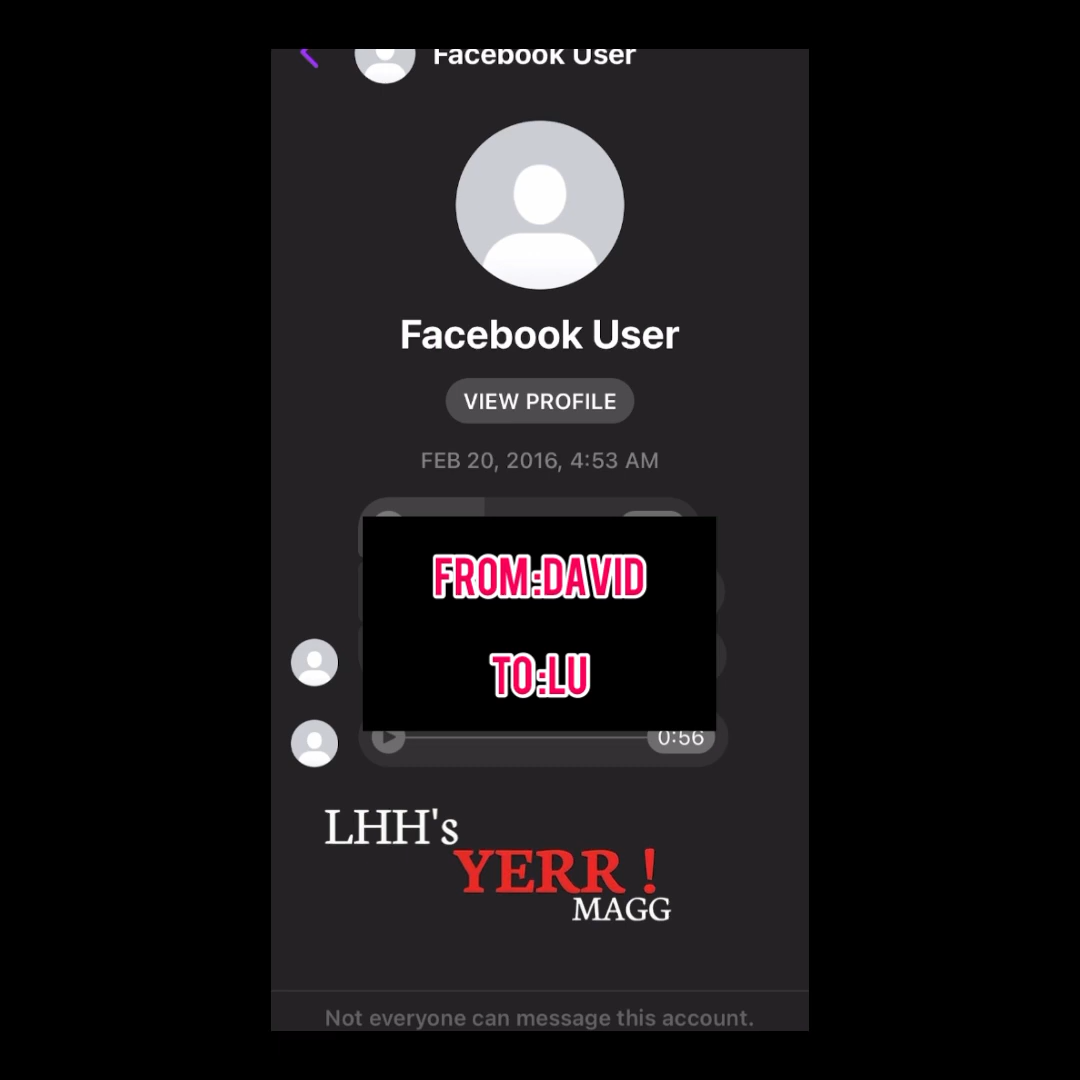 Facebook User
Facebook User
VIEW PROFILE
FEB 20, 2016, 4:53 AM
FROM:DAVID
TO:LU
0:56
LHH's
YERR !
MAGG
Not everyone can message this account.